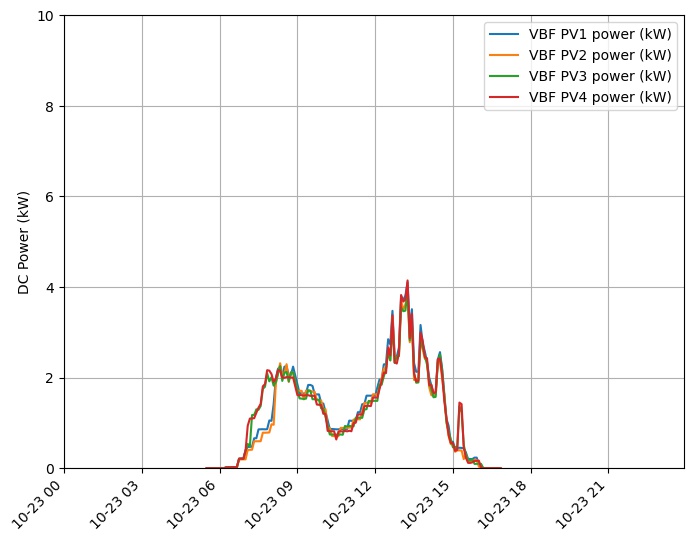 10
8
6
4
2
0
DC Power (kW)
VBF PV1 power (kW)
VBF PV2 power (kW)
VBF PV3 power (kW)
VBF PV4 power (kW)
10-23 00
10-23 03
10-23 06
10-23 09
10-23 12
10-23 15
10-23 18
10-23 21